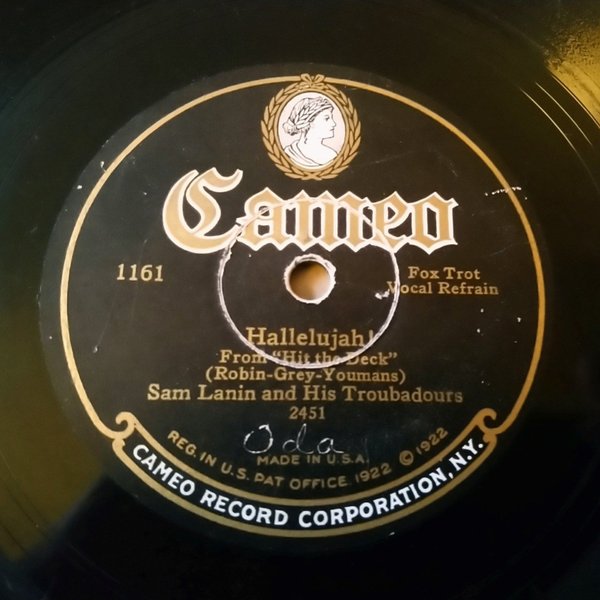 Cameo
1161
Fox Trot
Vocal Refrain
Hallelujah!
From "Hit the Deck"
(Robin-Grey-Youmans)
Sam Lanin and His Troubadours
2451
Oda
MADE IN U.S.A.
REG. IN U.S. PAT OFFICE 1922 © 1922
CAMEO RECORD CORPORATION, N.Y.